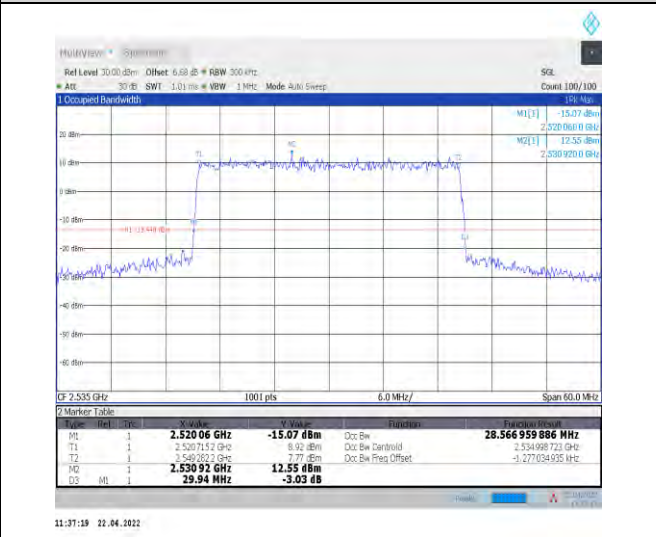 MultiView Spectrum
Ref Level 30.00 dBm Offset 6.68 dB RBW 300 kHz SGL
Att 30 dB SWT 1.01 ms VBW 1 MHz Mode Auto Sweep Count 100/100
1 Occupied Bandwidth 1Pk Max
M1[1] -15.07 dBm
2.520 060 0 GHz
M2[1] 12.55 dBm
2.530 920 0 GHz
20 dBm
M2
T1
10 dBm
0 dBm
-10 dBm
-20 dBm
-30 dBm
-40 dBm
-50 dBm
-60 dBm
CF 2.535 GHz 1001 pts 6.0 MHz/ Span 60.0 MHz
2 Marker Table
Type Ref Trc X-Value Y-Value Function Function Result
M1 1 2.520 06 GHz -15.07 dBm Occ Bw 28.566 959 886 MHz
T1 1 2.520 715 2 GHz 8.92 dBm Occ Bw Centroid 2.534 998 723 GHz
T2 1 2.549 282 2 GHz 7.77 dBm Occ Bw Freq Offset -1.277 034 935 kHz
M2 1 2.530 92 GHz 12.55 dBm
D3 M1 1 29.94 MHz -3.03 dB
11:37:19 22.04.2022